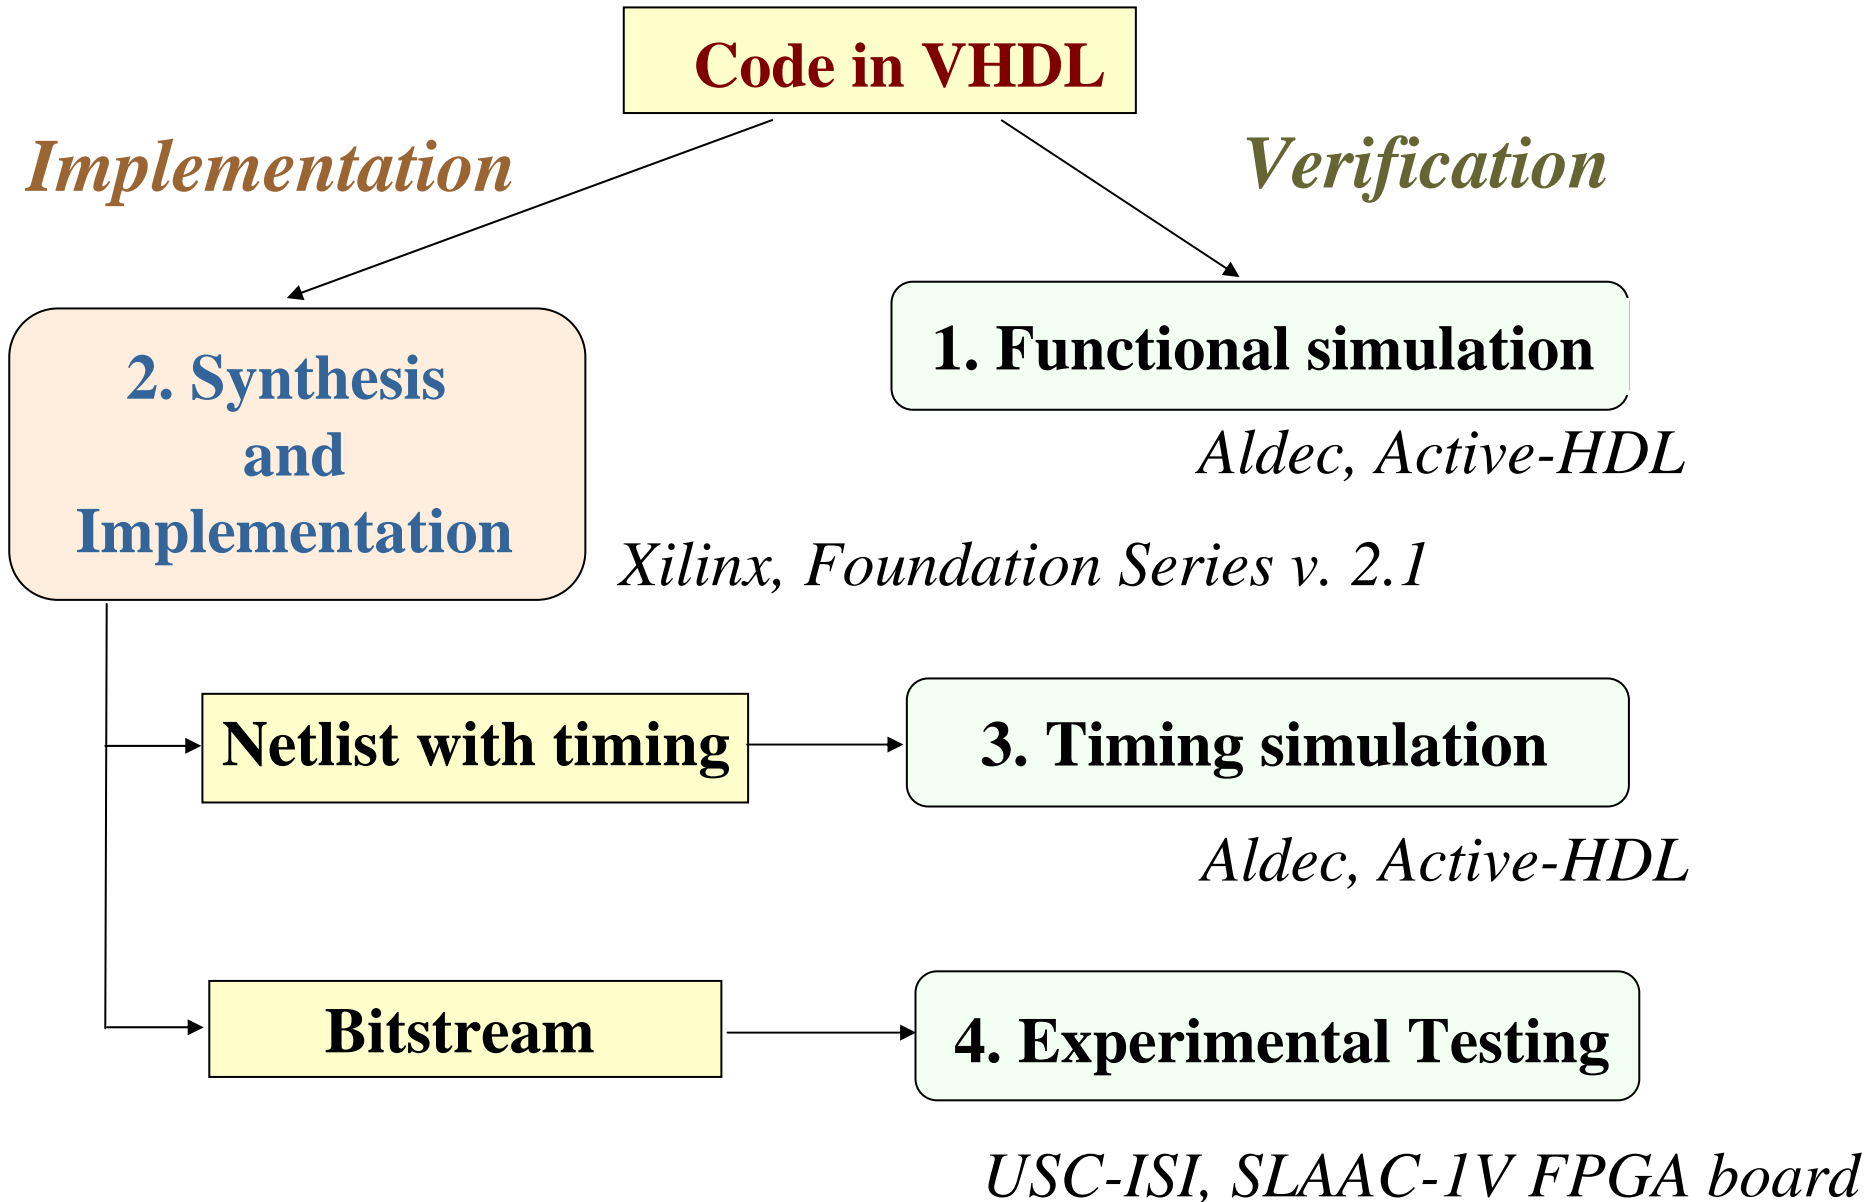 Code in VHDL
Implementation
Verification
1. Functional simulation
2. Synthesis
and
Implementation
Aldec, Active-HDL
Xilinx, Foundation Series v. 2.1
Netlist with timing
3. Timing simulation
Aldec, Active-HDL
Bitstream
4. Experimental Testing
USC-ISI, SLAAC-1V FPGA board